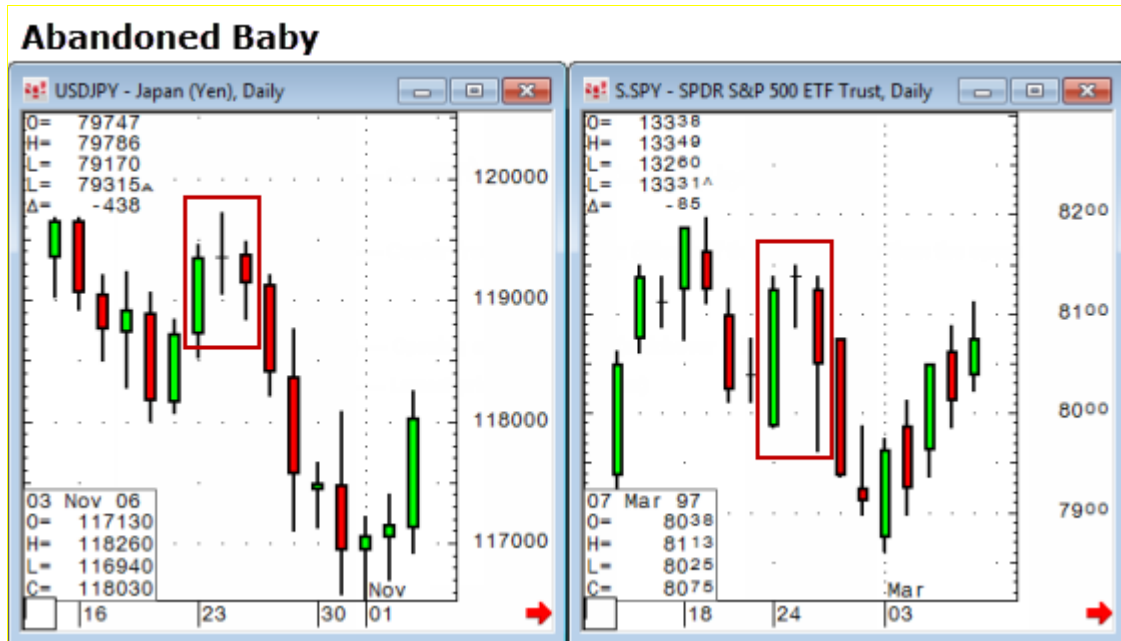 Abandoned Baby
USDJPY - Japan (Yen), Daily
O= 79747
H= 79786
L= 79170
L= 79315▲
Δ= -438
120000
119000
118000
117000
03 Nov 06
O= 117130
H= 118260
L= 116940
C= 118030
Nov
16 23 30 01
S.SPY - SPDR S&P 500 ETF Trust, Daily
O= 13338
H= 13349
L= 13260
L= 13331^
Δ= -85
8200
8100
8000
7900
07 Mar 97
O= 8038
H= 8113
L= 8025
C= 8075
Mar
18 24 03